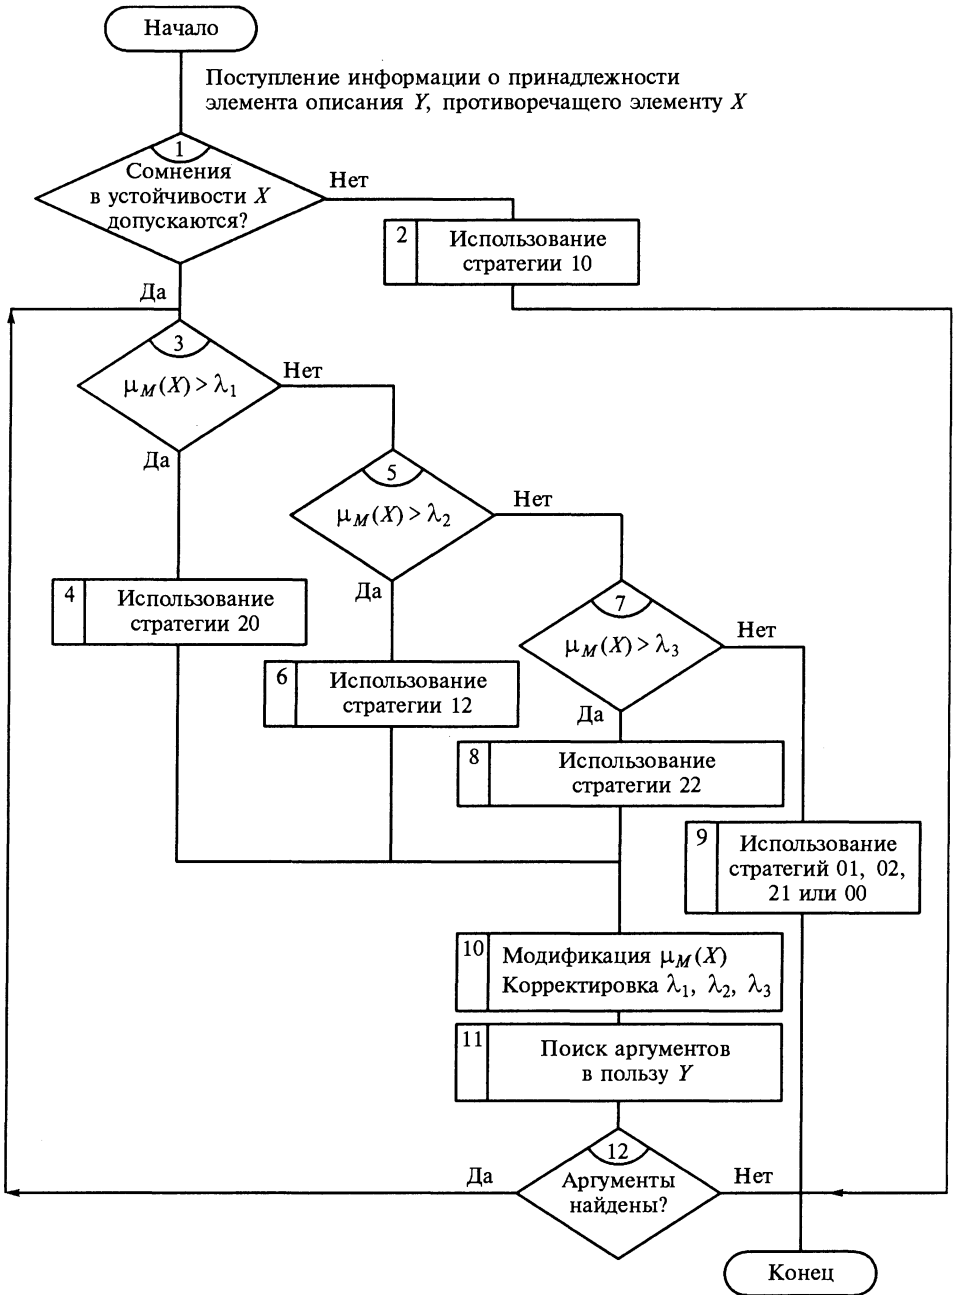 Начало
Поступление информации о принадлежности
элемента описания Y, противоречащего элементу X
1
Сомнения
в устойчивости X
допускаются?
Нет
Да
2
Использование
стратегии 10
3
μM(X) > λ1
Нет
Да
5
μM(X) > λ2
Нет
Да
4
Использование
стратегии 20
7
μM(X) > λ3
Нет
Да
6
Использование
стратегии 12
8
Использование
стратегии 22
9
Использование
стратегий 01, 02,
21 или 00
10
Модификация μM(X)
Корректировка λ1, λ2, λ3
11
Поиск аргументов
в пользу Y
12
Аргументы
найдены?
Да
Нет
Конец